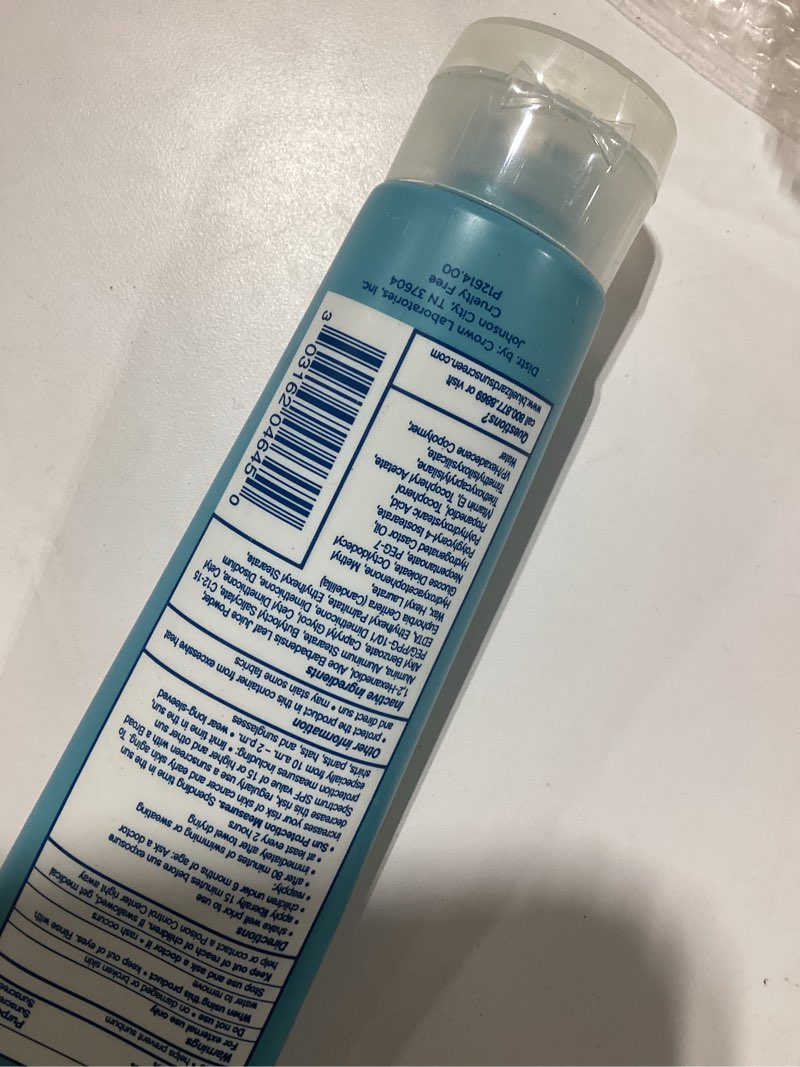 Purp
Sunscre
Sunscree
• helps prevent sunburn
Warnings
For external use only
Do not use • on damaged or broken skin
When using this product • keep out of eyes. Rinse with
water to remove.
Stop use and ask a doctor if • rash occurs
Keep out of reach of children. If swallowed, get medical
help or contact a Poison Control Center right away
Directions
• shake well prior to use
• apply liberally 15 minutes before sun exposure
• children under 6 months of age: Ask a doctor
• reapply:
• after 80 minutes of swimming or sweating
• immediately after towel drying
• at least every 2 hours
• Sun Protection Measures. Spending time in the sun
increases your risk of skin cancer and early skin aging. To
decrease this risk, regularly use a sunscreen with a Broad
Spectrum SPF value of 15 or higher and other sun
protection measures including: • limit time in the sun,
especially from 10 a.m. – 2 p.m. • wear long-sleeved
shirts, pants, hats, and sunglasses
Other information
• protect the product in this container from excessive heat
and direct sun • may stain some fabrics
Inactive ingredients
1,2-Hexanediol, Aloe Barbadensis Leaf Juice Powder,
Alumina, Aluminum Stearate, Butyloctyl Salicylate, C12-15
Alkyl Benzoate, Caprylyl Glycol, Cetyl Dimethicone, Cetyl
PEG/PPG-10/1 Dimethicone, Dimethicone, Disodium
EDTA, Ethylhexyl Palmitate, Ethylhexyl Stearate,
Euphorbia Cerifera (Candelilla)
Wax, Hexyl Laurate,
Hydroxyacetophenone, Methyl
Glucose Dioleate, Octyldodecyl
Neopentanoate, PEG-7
Hydrogenated Castor Oil,
Polyglyceryl-4 Isostearate,
Polyhydroxystearic Acid,
Propanediol, Tocopherol
(Vitamin E), Tocopheryl Acetate,
Triethoxycaprylylsilane,
Trimethylsiloxysilicate,
VP/Hexadecene Copolymer,
Water
Questions?
call 800.877.8869 or visit
www.bluelizardsunscreen.com
3 03162 04645 0
Distr. by: Crown Laboratories, Inc.
Johnson City, TN 37604
Cruelty Free
P12614.00